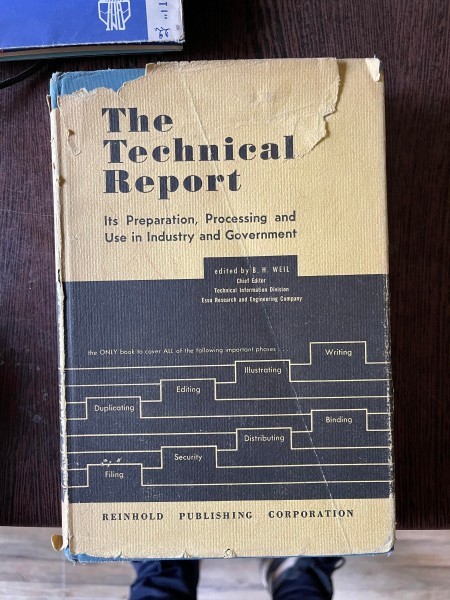 The
Technical
Report
Its Preparation, Processing and
Use in Industry and Government
edited by B. H. WEIL
Chief Editor
Technical Information Division
Esso Research and Engineering Company
the ONLY book to cover ALL of the following important phases . . .
Writing
Illustrating
Editing
Duplicating
Binding
Distributing
Security
Filing
REINHOLD PUBLISHING CORPORATION